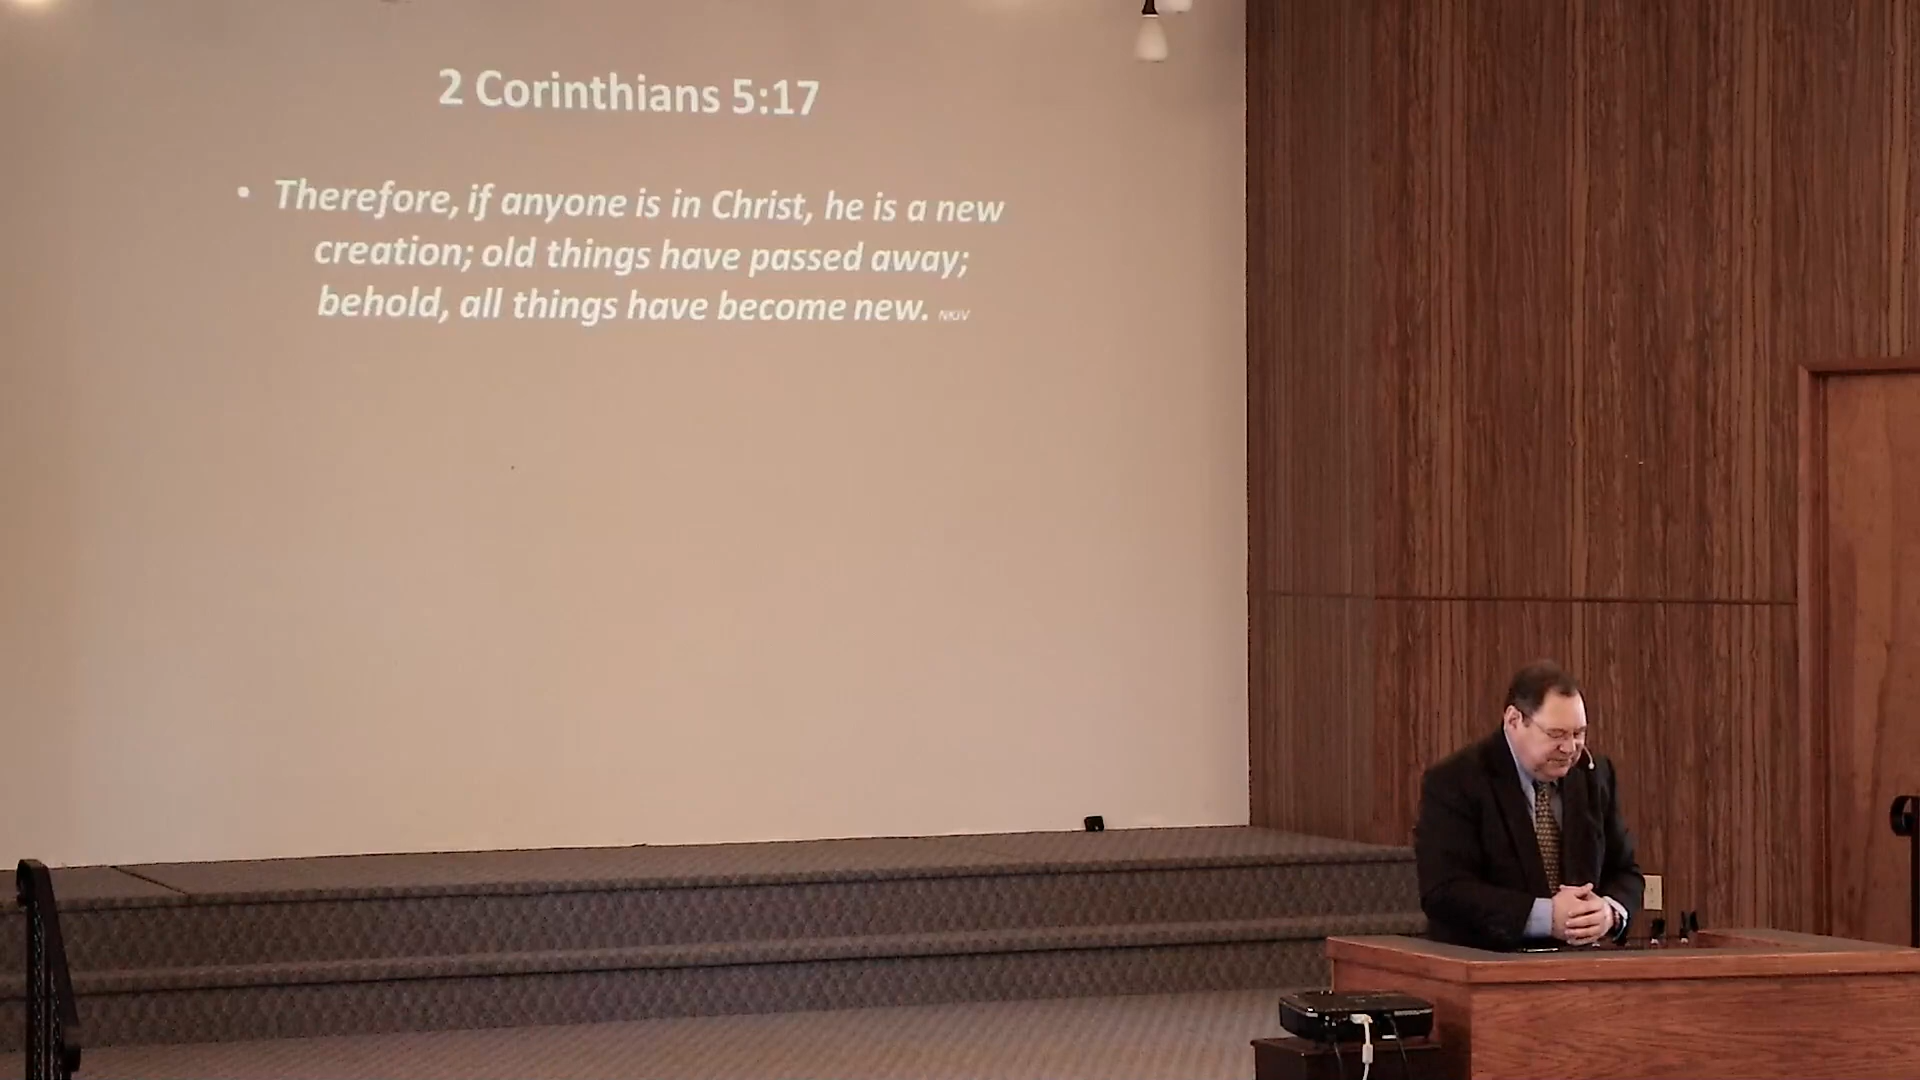 2 Corinthians 5:17
• Therefore, if anyone is in Christ, he is a new
creation; old things have passed away;
behold, all things have become new. NKJV